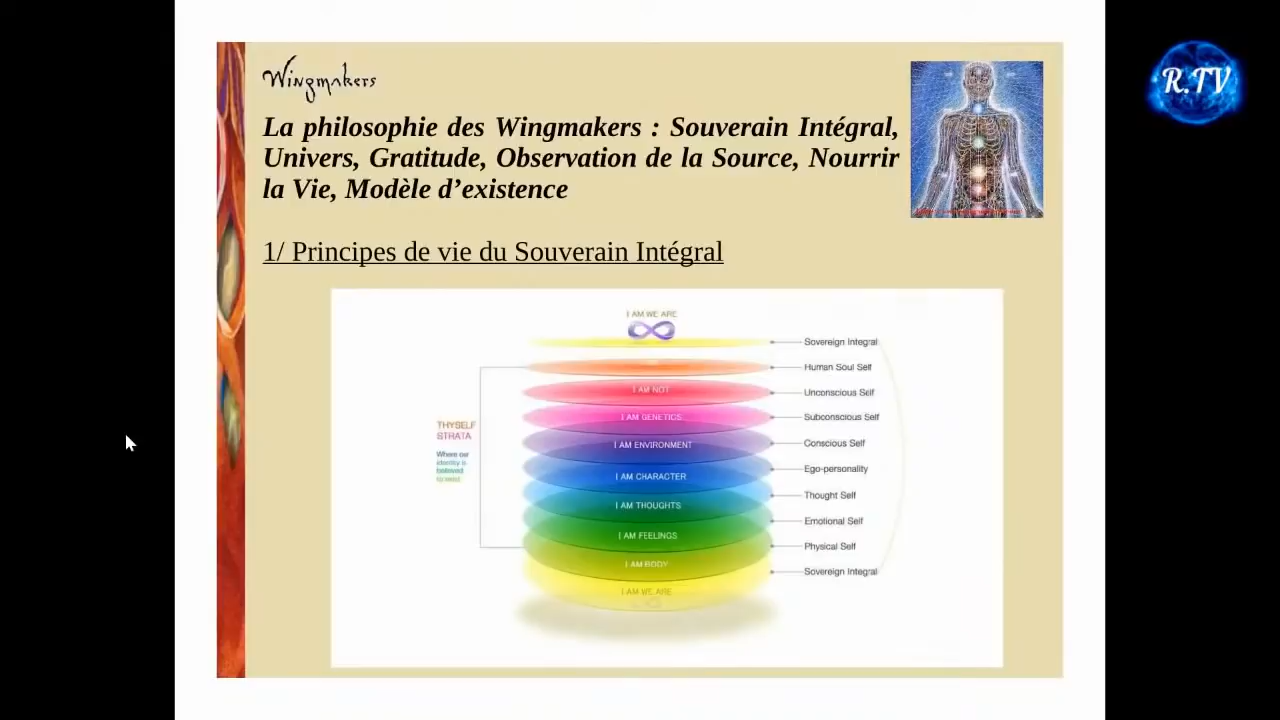 Wingmakers
R.TV
La philosophie des Wingmakers : Souverain Intégral,
Univers, Gratitude, Observation de la Source, Nourrir
la Vie, Modèle d’existence
1/ Principes de vie du Souverain Intégral
I AM WE ARE
Sovereign Integral
Human Soul Self
I AM NOT
Unconscious Self
I AM GENETICS
Subconscious Self
THYSELF
STRATA
I AM ENVIRONMENT
Conscious Self
Where our
identity is
believed
to exist
I AM CHARACTER
Ego-personality
Thought Self
I AM THOUGHTS
Emotional Self
I AM FEELINGS
Physical Self
I AM BODY
Sovereign Integral
I AM WE ARE